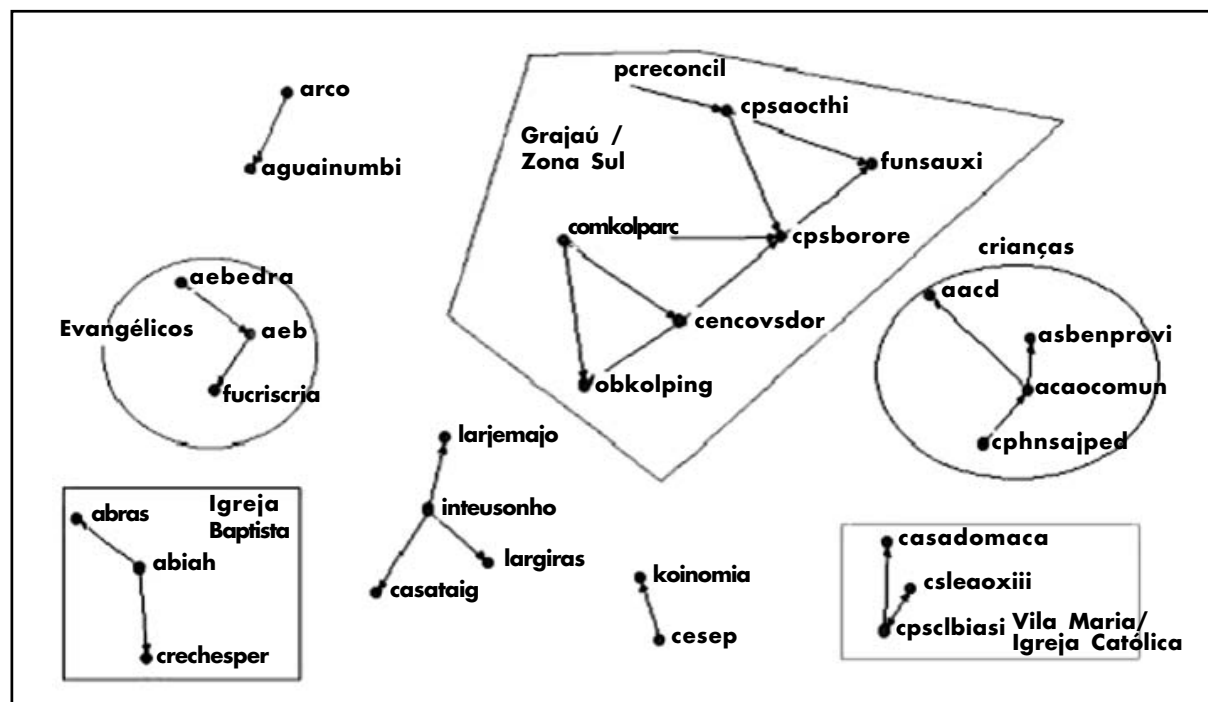 arco
aguainumbi
pcreconcil
cpsaocthi
Grajaú /
Zona Sul
funsauxi
comkolparc
cpsborore
cencovsdor
obkolping
crianças
aacd
asbenprovi
acaocomun
cphnsajped
aebedra
Evangélicos
aeb
fucriscria
larjemajo
inteusonho
largiras
casataig
Igreja
Baptista
abras
abiah
crechesper
koinomia
cesep
casadomaca
csleaoxiii
cpsclbiasi
Vila Maria/
Igreja Católica